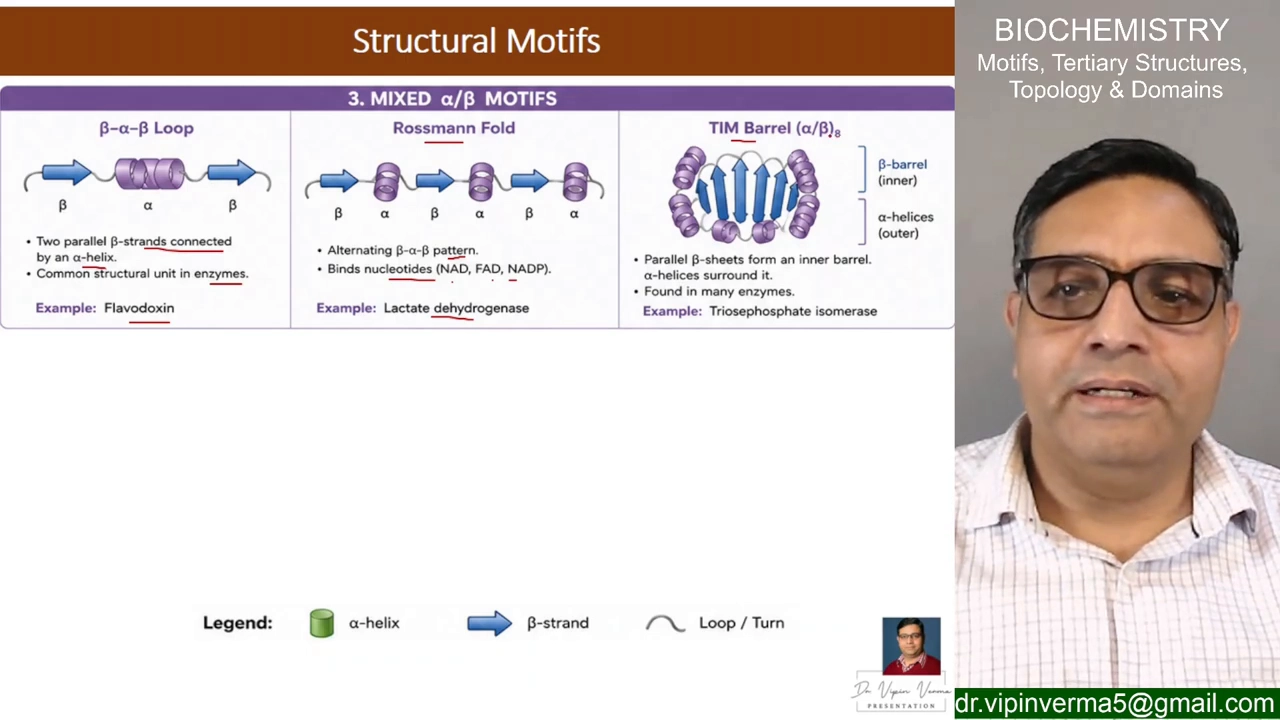 Structural Motifs
3. MIXED α/β MOTIFS
β-α-β Loop
β
α
β
• Two parallel β-strands connected
by an α-helix.
• Common structural unit in enzymes.
Example: Flavodoxin
Rossmann Fold
β
α
β
α
β
α
• Alternating β-α-β pattern.
• Binds nucleotides (NAD, FAD, NADP).
Example: Lactate dehydrogenase
TIM Barrel (α/β)₈
β-barrel
(inner)
α-helices
(outer)
• Parallel β-sheets form an inner barrel.
α-helices surround it.
• Found in many enzymes.
Example: Triosephosphate isomerase
Legend:
α-helix
β-strand
Loop / Turn
Dr. Vipin Verma
PRESENTATION
BIOCHEMISTRY
Motifs, Tertiary Structures,
Topology & Domains
dr.vipinverma5@gmail.com